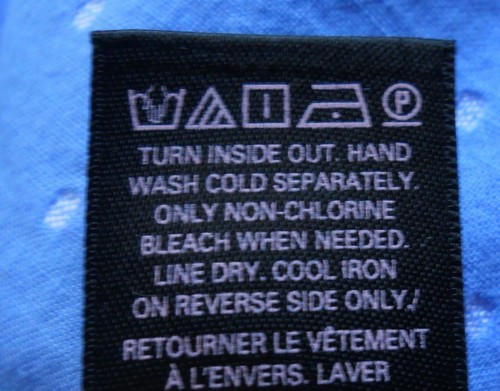 P
TURN INSIDE OUT. HAND
WASH COLD SEPARATELY.
ONLY NON-CHLORINE
BLEACH WHEN NEEDED.
LINE DRY. COOL IRON
ON REVERSE SIDE ONLY./
RETOURNER LE VÊTEMENT
À L'ENVERS. LAVER